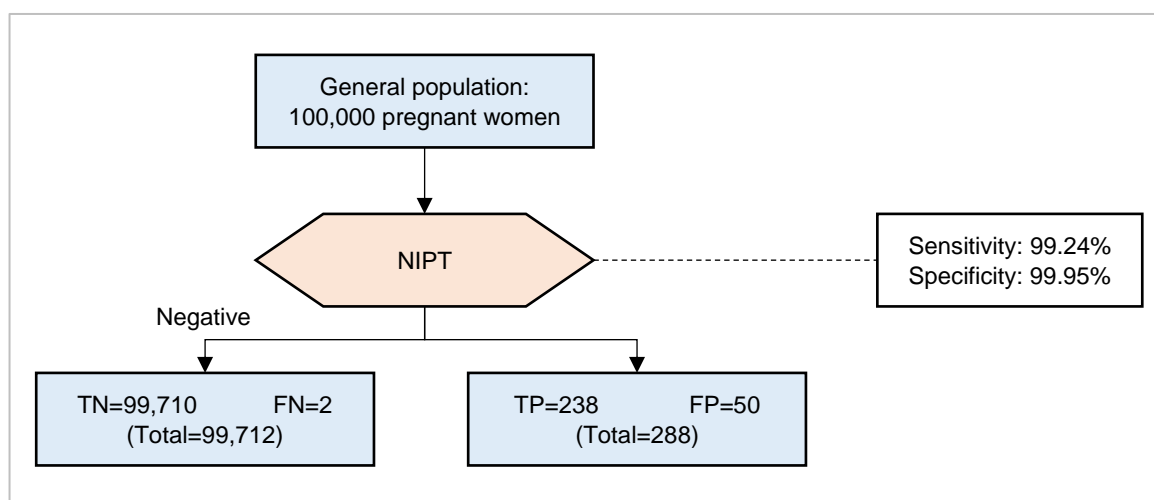 General population:
100,000 pregnant women
NIPT
Sensitivity: 99.24%
Specificity: 99.95%
Negative
TN=99,710 FN=2
(Total=99,712)
TP=238 FP=50
(Total=288)